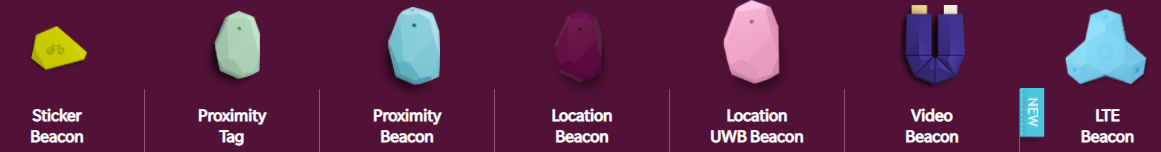 Sticker
Beacon
Proximity
Tag
Proximity
Beacon
Location
Beacon
Location
UWB Beacon
Video
Beacon
NEW
LTE
Beacon